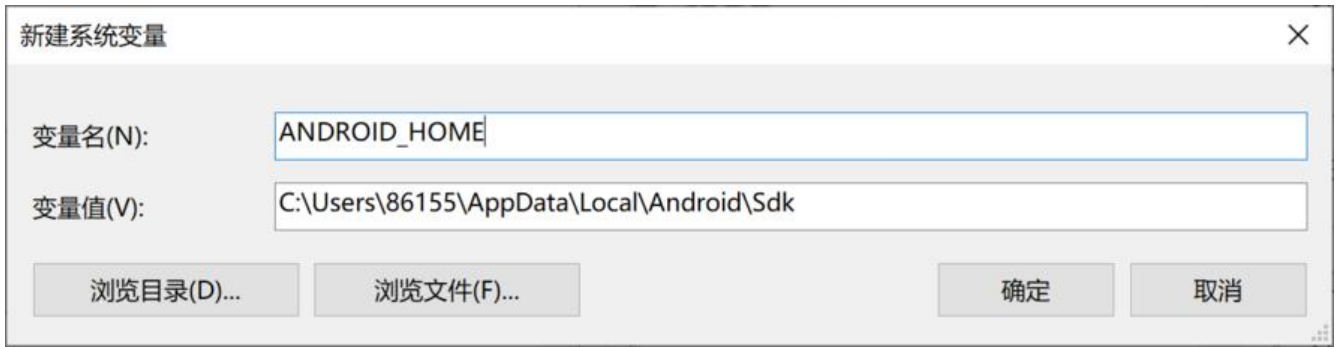 新建系统变量
变量名(N):
ANDROID_HOME
变量值(V):
C:\Users\86155\AppData\Local\Android\Sdk
浏览目录(D)...
浏览文件(F)...
确定
取消